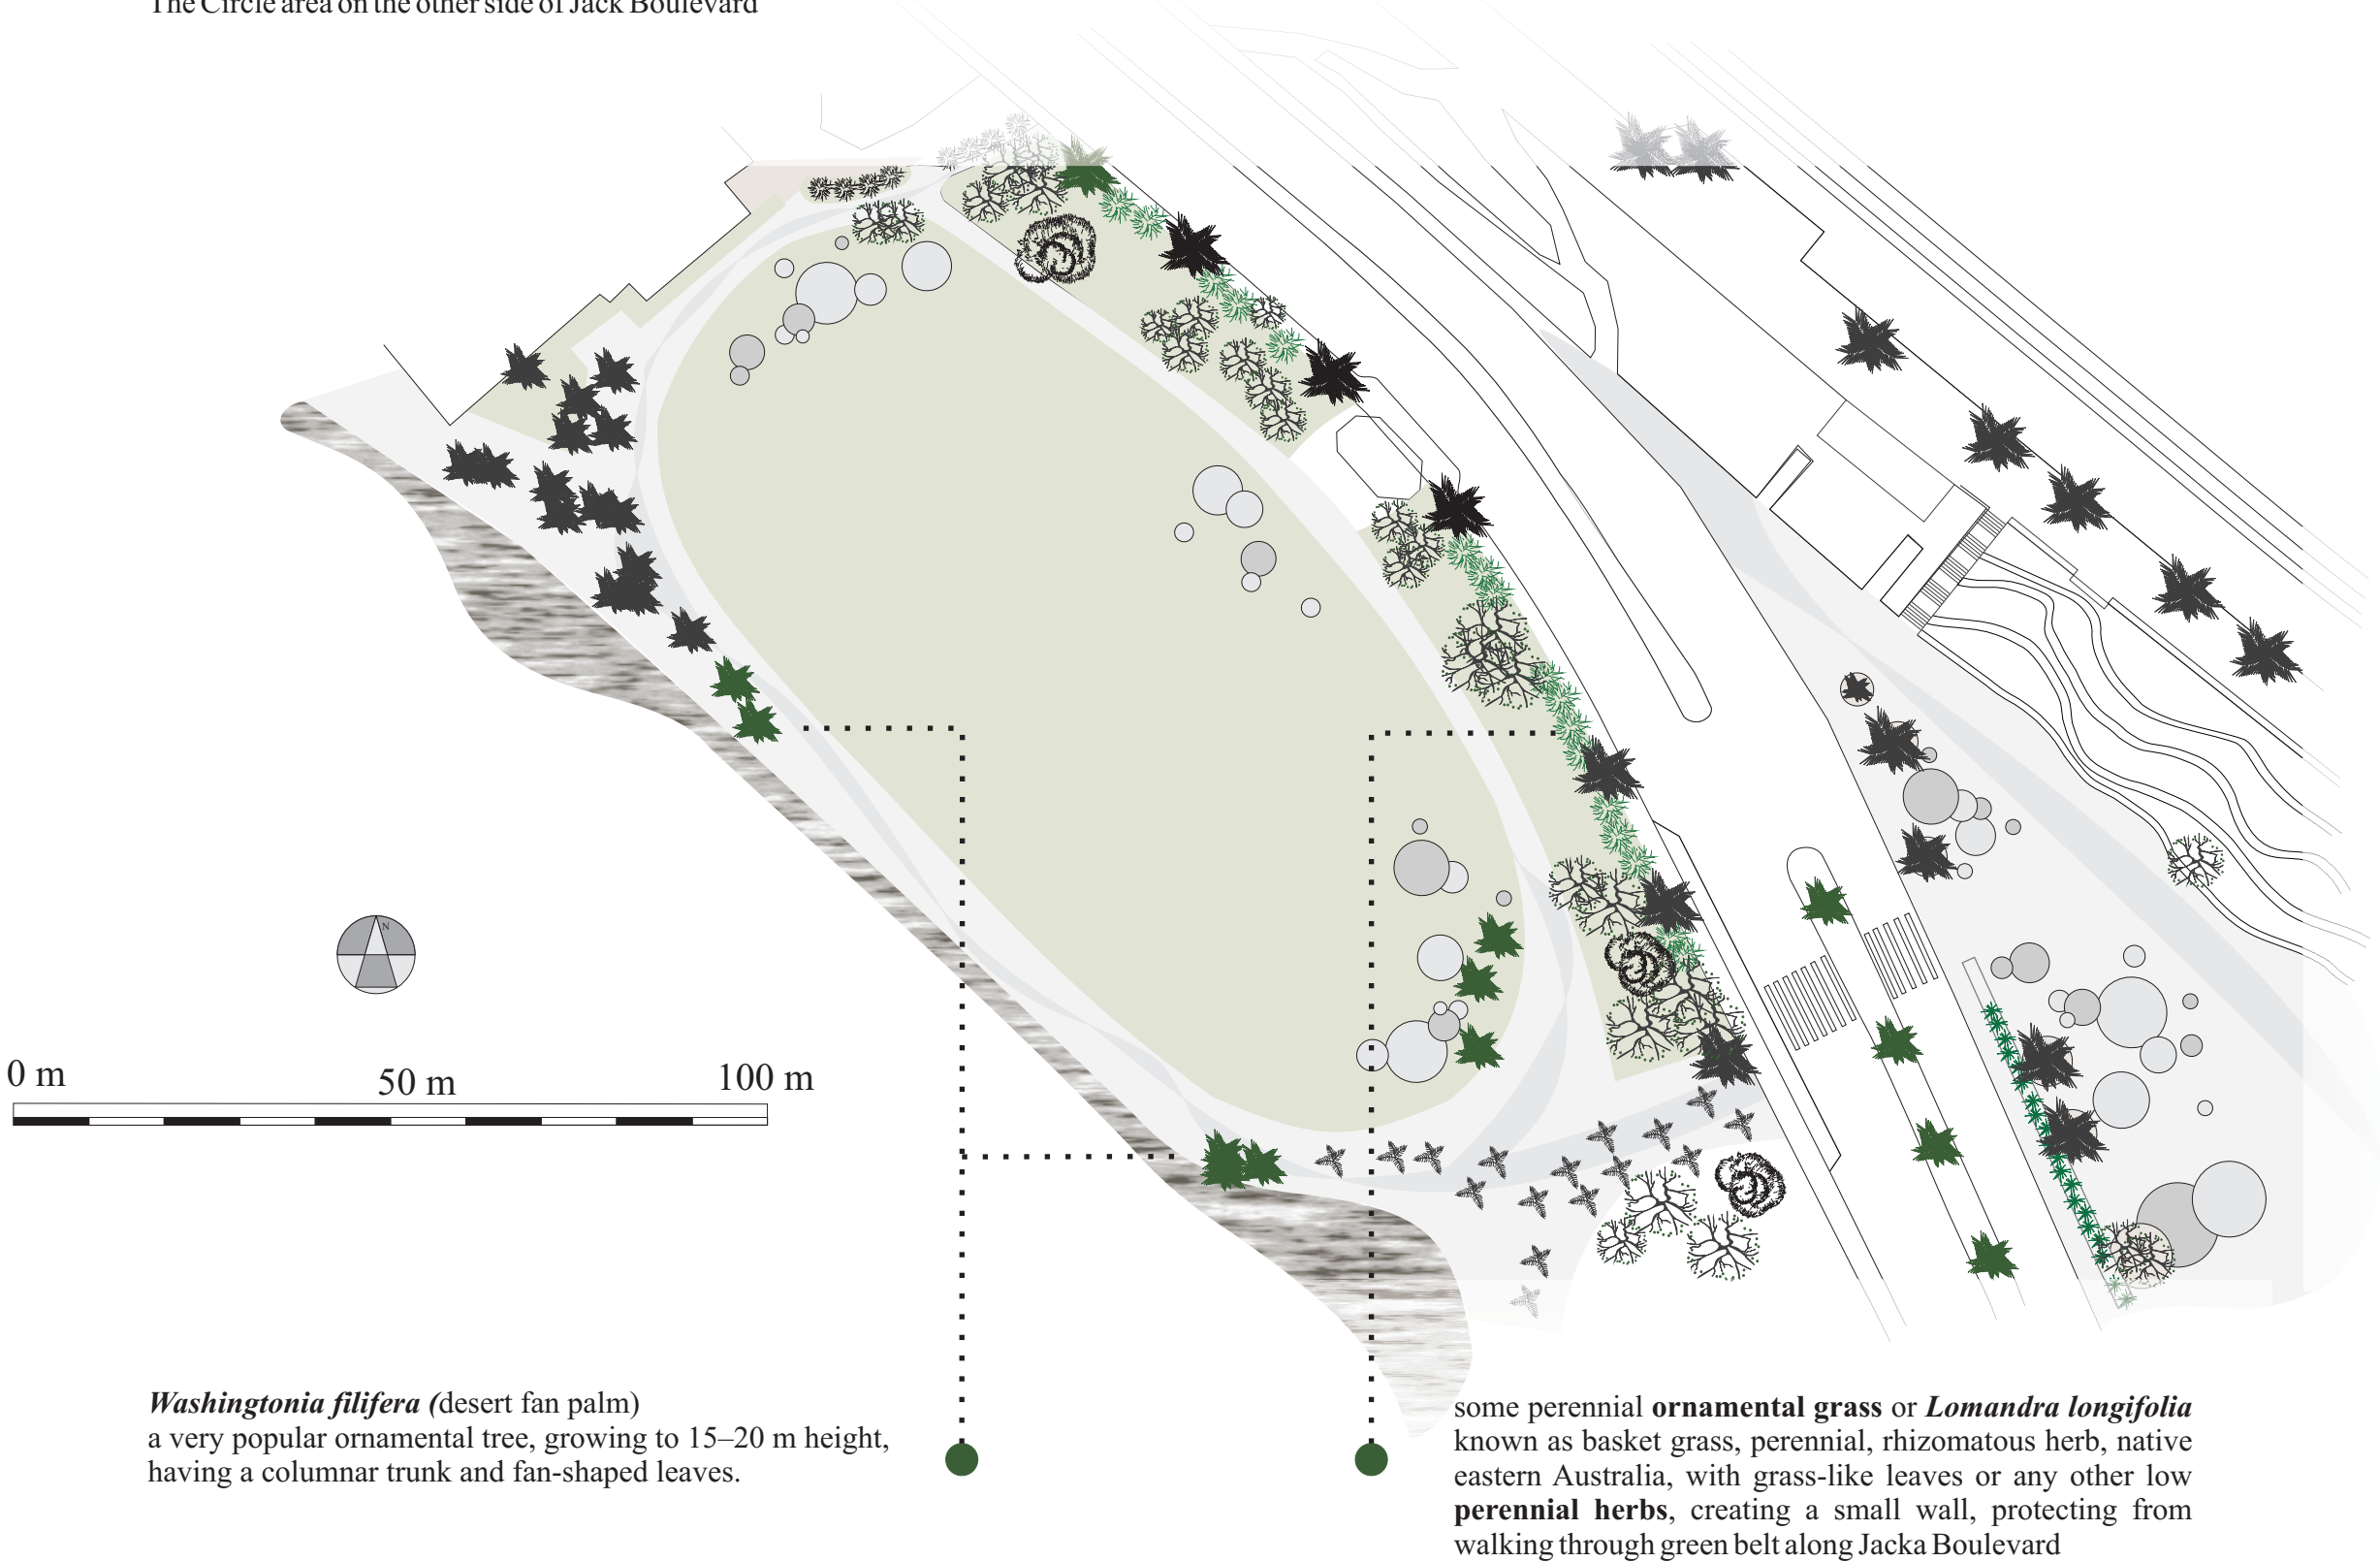 The Circle area on the other side of Jack Boulevard
N
0 m
50 m
100 m
Washingtonia filifera (desert fan palm)
a very popular ornamental tree, growing to 15–20 m height,
having a columnar trunk and fan-shaped leaves.
some perennial ornamental grass or Lomandra longifolia
known as basket grass, perennial, rhizomatous herb, native
eastern Australia, with grass-like leaves or any other low
perennial herbs, creating a small wall, protecting from
walking through green belt along Jacka Boulevard